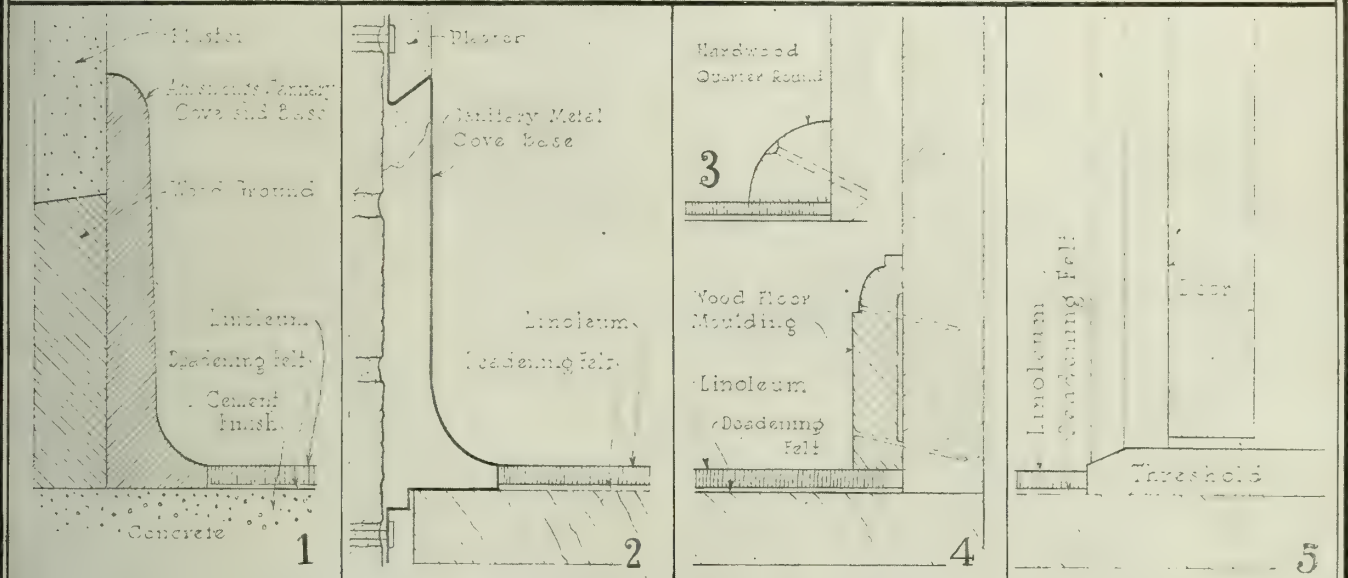 Plaster
Sanitary
Cove and Base
Wood Ground
Linoleum
Deadening Felt
Cement
Finish
Concrete
1
Plaster
Sanitary Metal
Cove Base
Linoleum
Deadening Felt
2
Hardwood
Quarter Round
3
Wood Floor
Moulding
Linoleum
Deadening
Felt
4
Linoleum
Deadening Felt
Door
Threshold
5